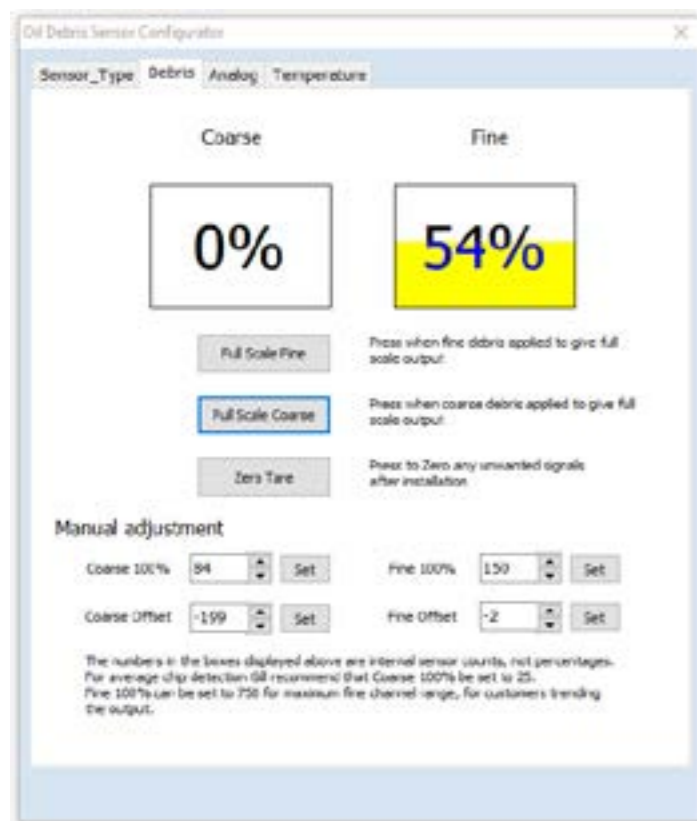 Oil Debris Sensor Configurator
Sensor_Type Debris Analog Temperature
Coarse Fine
0% 54%
Full Scale Fine
Press when fine debris applied to give full
scale output
Full Scale Coarse
Press when coarse debris applied to give full
scale output
Zero Tare
Press to Zero any unwanted signals
after installation
Manual adjustment
Coarse 100% 84 Set Fine 100% 150 Set
Coarse Offset -199 Set Fine Offset -2 Set
The numbers in the boxes displayed above are internal sensor counts, not percentages.
For average chip detection Gill recommend that Coarse 100% be set to 25.
Fine 100% can be set to 750 for maximum fine channel range, for customers trending
the output.